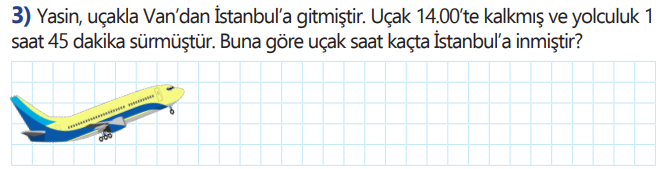 3) Yasin, uçakla Van’dan İstanbul’a gitmiştir. Uçak 14.00’te kalkmış ve yolculuk 1
saat 45 dakika sürmüştür. Buna göre uçak saat kaçta İstanbul’a inmiştir?